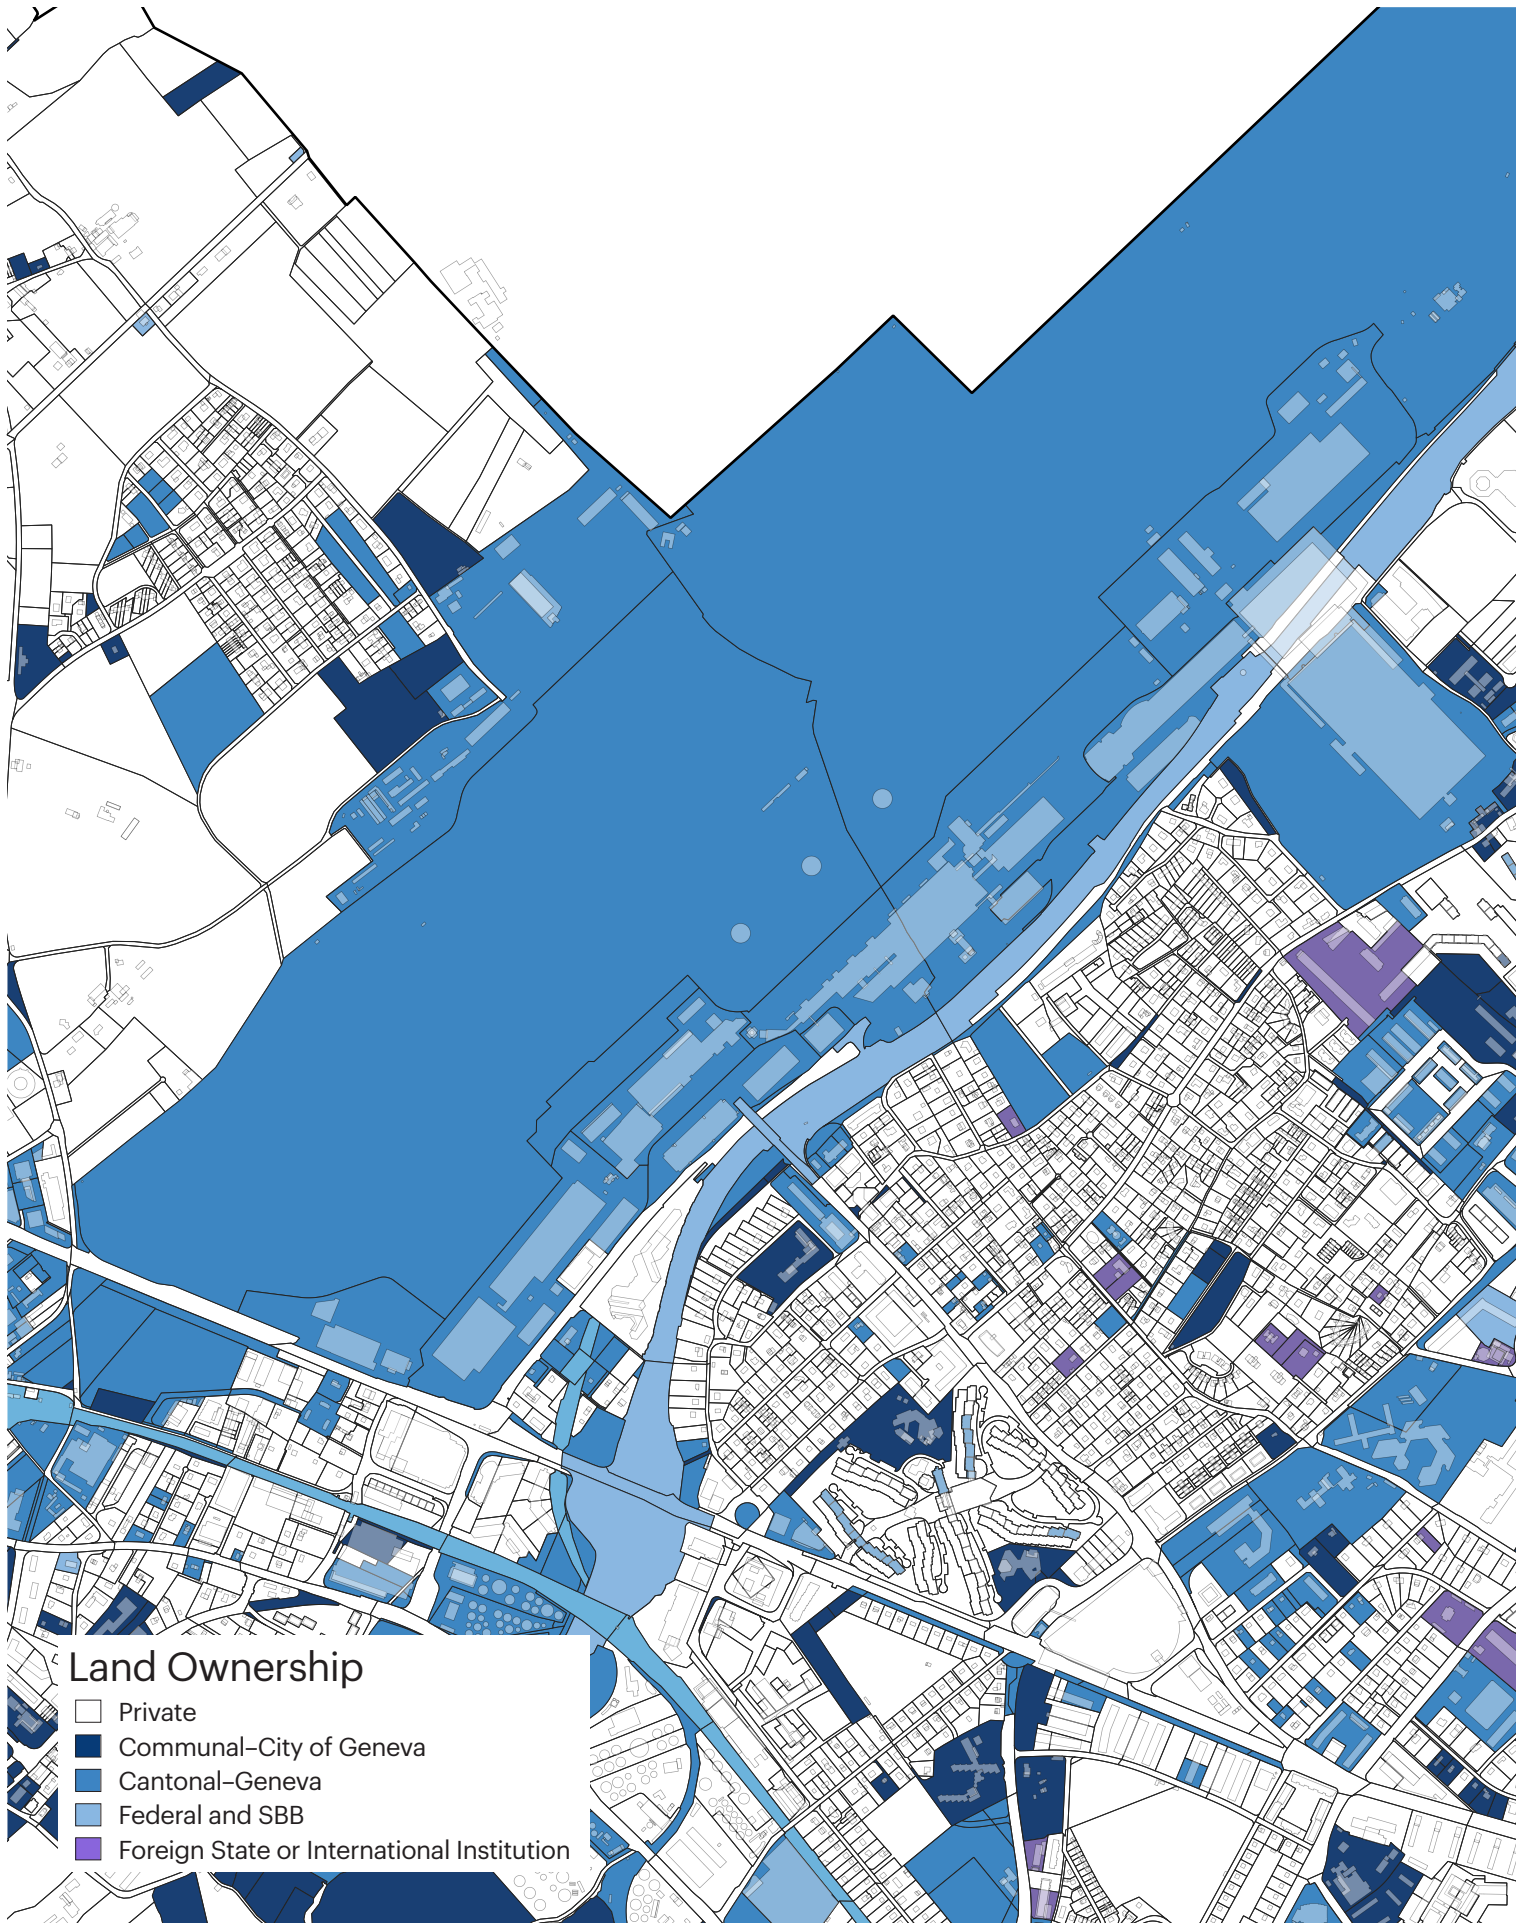 Land Ownership
Private
Communal–City of Geneva
Cantonal–Geneva
Federal and SBB
Foreign State or International Institution